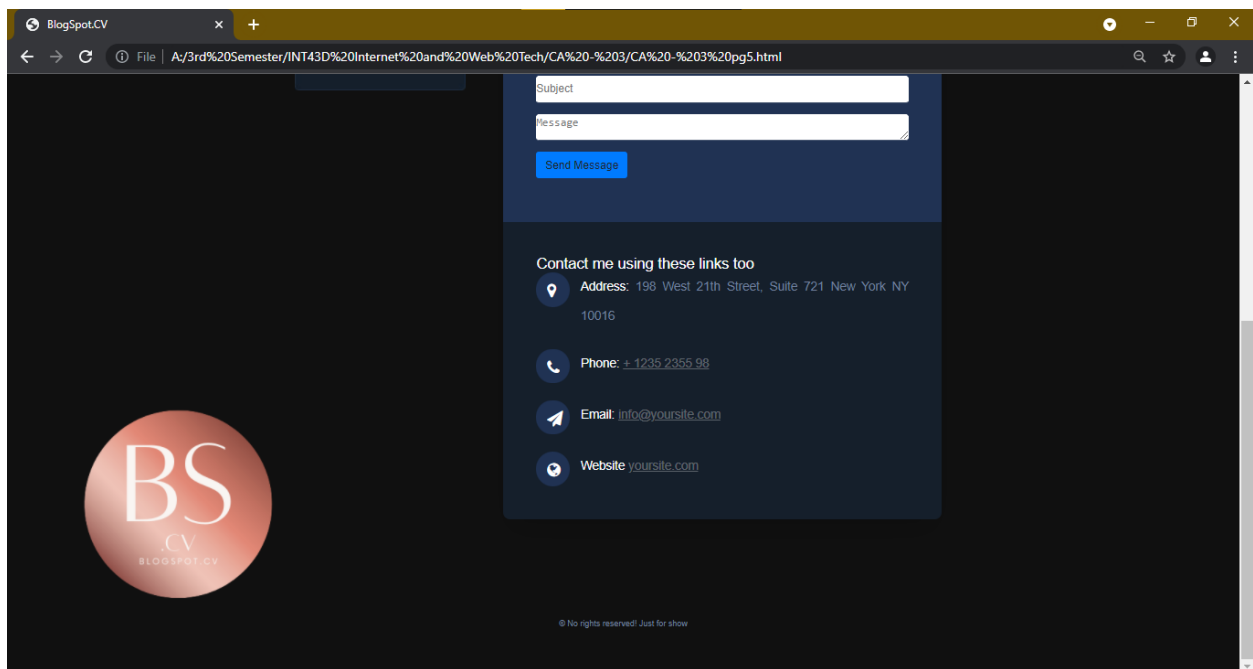 BlogSpot.CV
File A:/3rd%20Semester/INT43D%20Internet%20and%20Web%20Tech/CA%20-%203/CA%20-%203%20pg5.html
Subject
Message
Send Message
Contact me using these links too
Address: 198 West 21th Street, Suite 721 New York NY
10016
Phone: + 1235 2355 98
Email: info@yoursite.com
Website yoursite.com
BS
.CV
BLOGSPOT.CV
© No rights reserved! Just for show